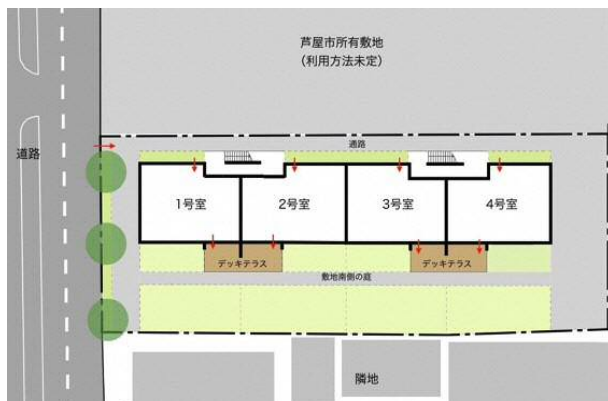 芦屋市所有敷地
（利用方法未定）
道路
通路
1号室
2号室
3号室
4号室
デッキテラス
デッキテラス
敷地南側の庭
隣地